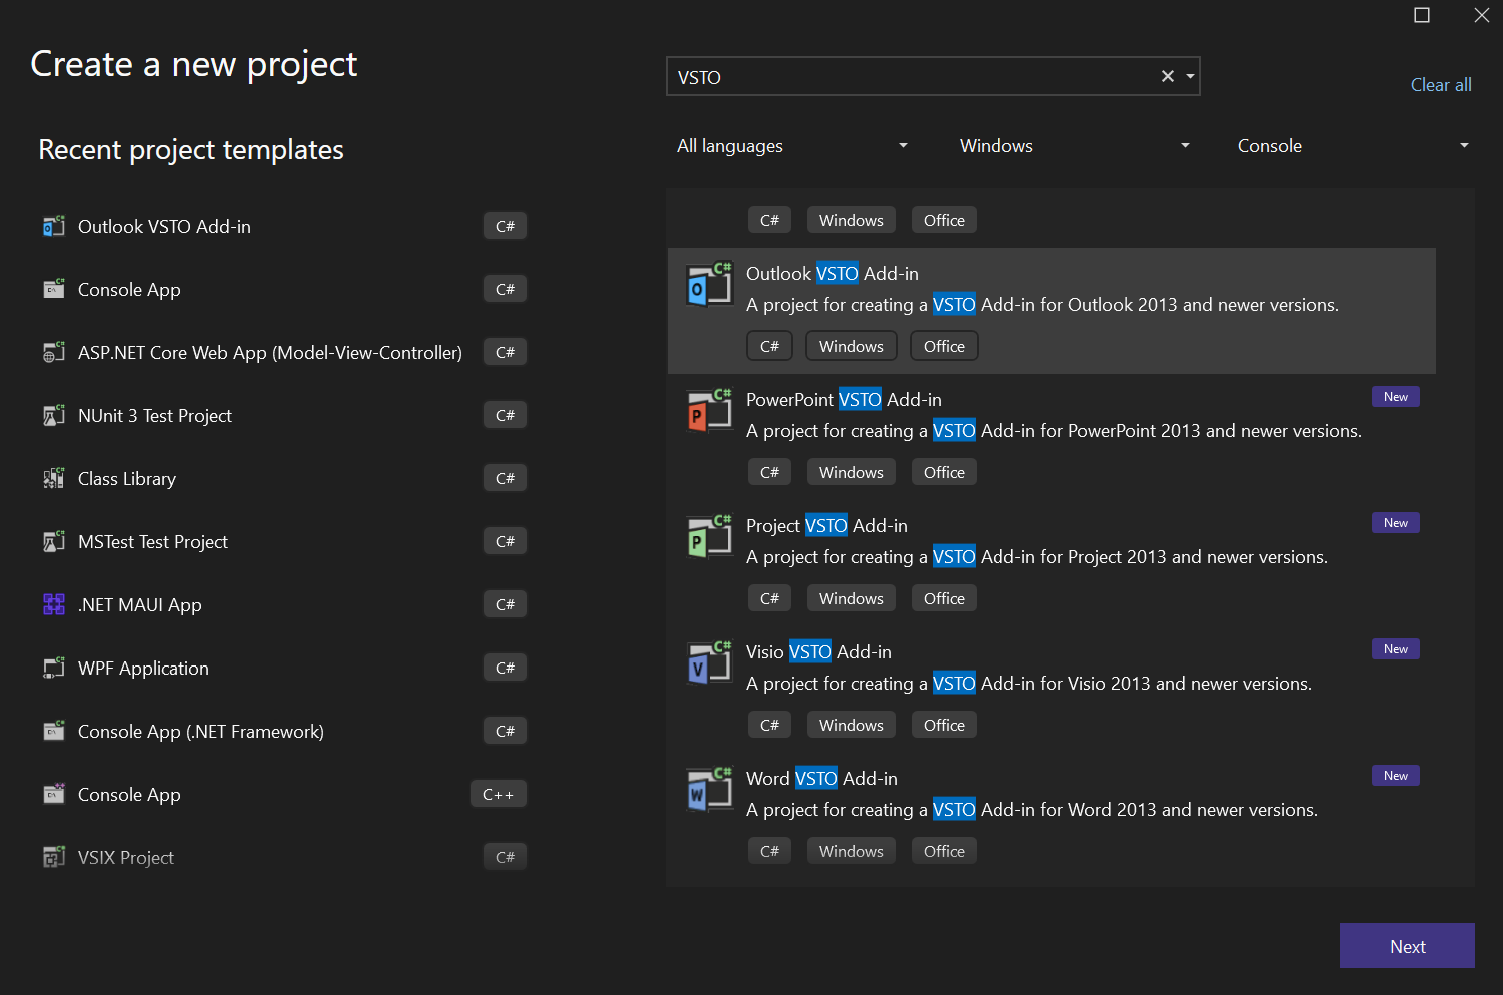 Create a new project
VSTO
Clear all
All languages
Windows
Console
Recent project templates
Outlook VSTO Add-in
C#
Console App
C#
ASP.NET Core Web App (Model-View-Controller)
C#
NUnit 3 Test Project
C#
Class Library
C#
MSTest Test Project
C#
.NET MAUI App
C#
WPF Application
C#
Console App (.NET Framework)
C#
Console App
C++
VSIX Project
C#
C# Windows Office
Outlook VSTO Add-in
A project for creating a VSTO Add-in for Outlook 2013 and newer versions.
C# Windows Office
PowerPoint VSTO Add-in
New
A project for creating a VSTO Add-in for PowerPoint 2013 and newer versions.
C# Windows Office
Project VSTO Add-in
New
A project for creating a VSTO Add-in for Project 2013 and newer versions.
C# Windows Office
Visio VSTO Add-in
New
A project for creating a VSTO Add-in for Visio 2013 and newer versions.
C# Windows Office
Word VSTO Add-in
New
A project for creating a VSTO Add-in for Word 2013 and newer versions.
C# Windows Office
Next